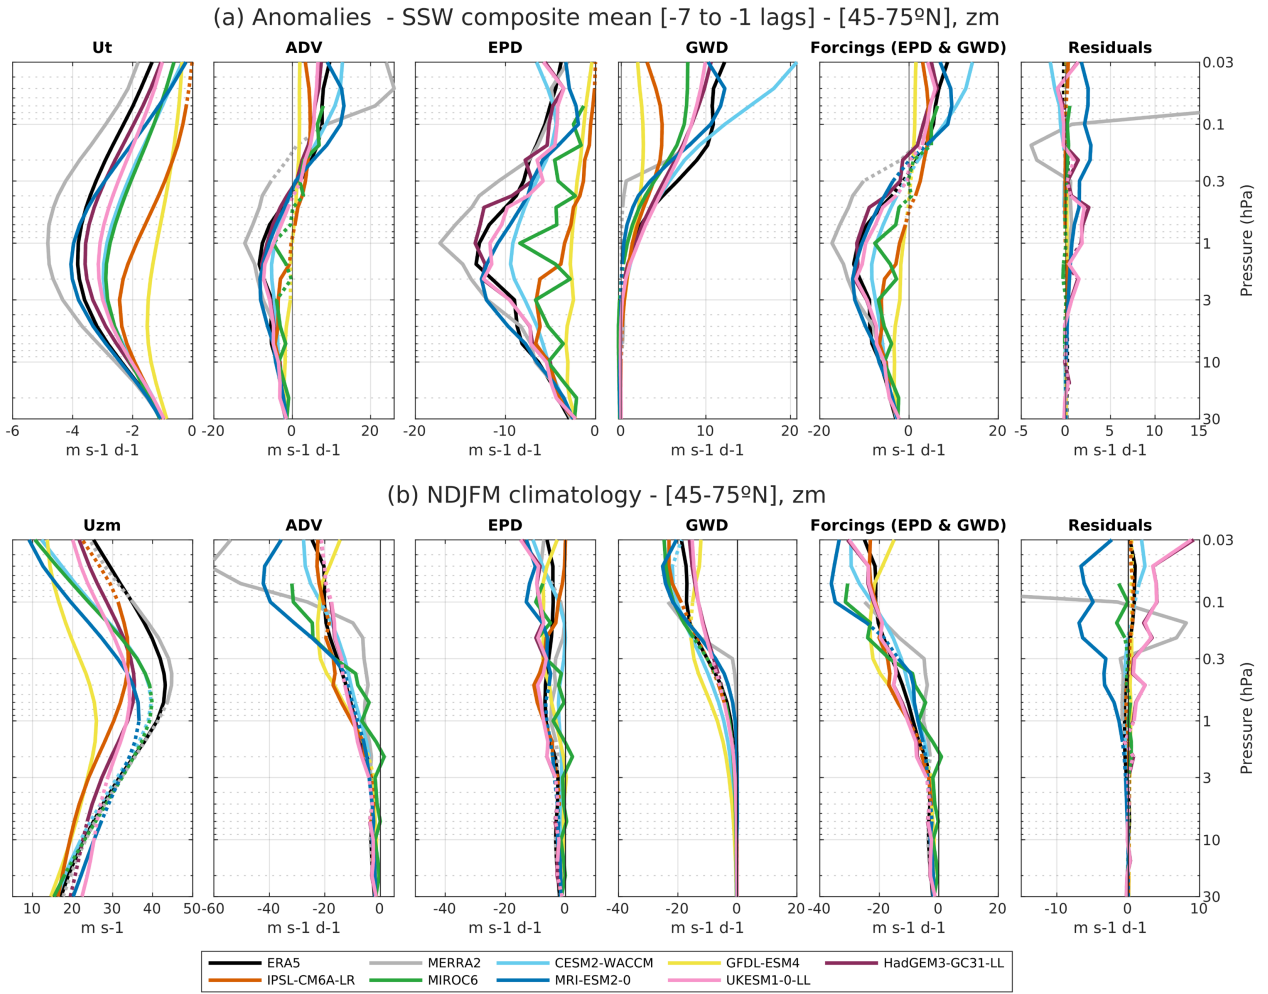 (a) Anomalies - SSW composite mean [-7 to -1 lags] - [45-75ºN], zm
Ut ADV EPD GWD Forcings (EPD & GWD) Residuals
0.03
0.1
0.3
1
3
10
30
Pressure (hPa)
-6 -4 -2 0 -20 0 20 -20 -10 0 0 10 20 -20 0 20 -5 0 5 10 15
m s-1 d-1 m s-1 d-1 m s-1 d-1 m s-1 d-1 m s-1 d-1 m s-1 d-1
(b) NDJFM climatology - [45-75ºN], zm
Uzm ADV EPD GWD Forcings (EPD & GWD) Residuals
0.03
0.1
0.3
1
3
10
30
Pressure (hPa)
10 20 30 40 50 -60 -40 -20 0 -40 -20 0 -40 -20 0 20 -40 -20 0 20 -10 0 10
m s-1 m s-1 d-1 m s-1 d-1 m s-1 d-1 m s-1 d-1 m s-1 d-1
ERA5 MERRA2 CESM2-WACCM GFDL-ESM4 HadGEM3-GC31-LL
IPSL-CM6A-LR MIROC6 MRI-ESM2-0 UKESM1-0-LL